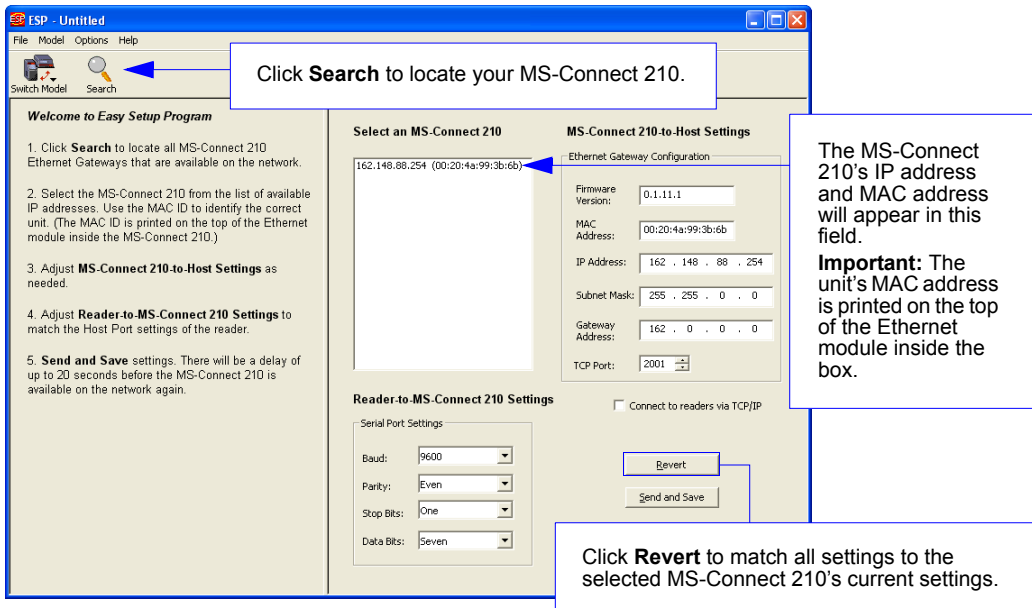 ESP - Untitled
File Model Options Help
Switch Model Search
Click Search to locate your MS-Connect 210.
Welcome to Easy Setup Program
1. Click Search to locate all MS-Connect 210
Ethernet Gateways that are available on the network.
2. Select the MS-Connect 210 from the list of available
IP addresses. Use the MAC ID to identify the correct
unit. (The MAC ID is printed on the top of the Ethernet
module inside the MS-Connect 210.)
3. Adjust MS-Connect 210-to-Host Settings as
needed.
4. Adjust Reader-to-MS-Connect 210 Settings to
match the Host Port settings of the reader.
5. Send and Save settings. There will be a delay of
up to 20 seconds before the MS-Connect 210 is
available on the network again.
Select an MS-Connect 210
162.148.88.254 (00:20:4a:99:3b:6b)
MS-Connect 210-to-Host Settings
Ethernet Gateway Configuration
Firmware
Version: 0.1.11.1
MAC
Address: 00:20:4a:99:3b:6b
IP Address: 162 . 148 . 88 . 254
Subnet Mask: 255 . 255 . 0 . 0
Gateway
Address: 162 . 0 . 0 . 0
TCP Port: 2001
Connect to readers via TCP/IP
Reader-to-MS-Connect 210 Settings
Serial Port Settings
Baud: 9600
Parity: Even
Stop Bits: One
Data Bits: Seven
Revert
Send and Save
The MS-Connect
210's IP address
and MAC address
will appear in this
field.
Important: The
unit's MAC address
is printed on the top
of the Ethernet
module inside the
box.
Click Revert to match all settings to the
selected MS-Connect 210's current settings.